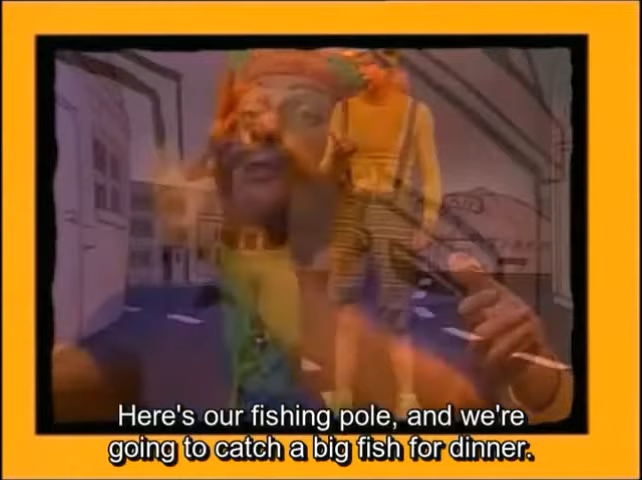 Here's our fishing pole, and we're
going to catch a big fish for dinner.